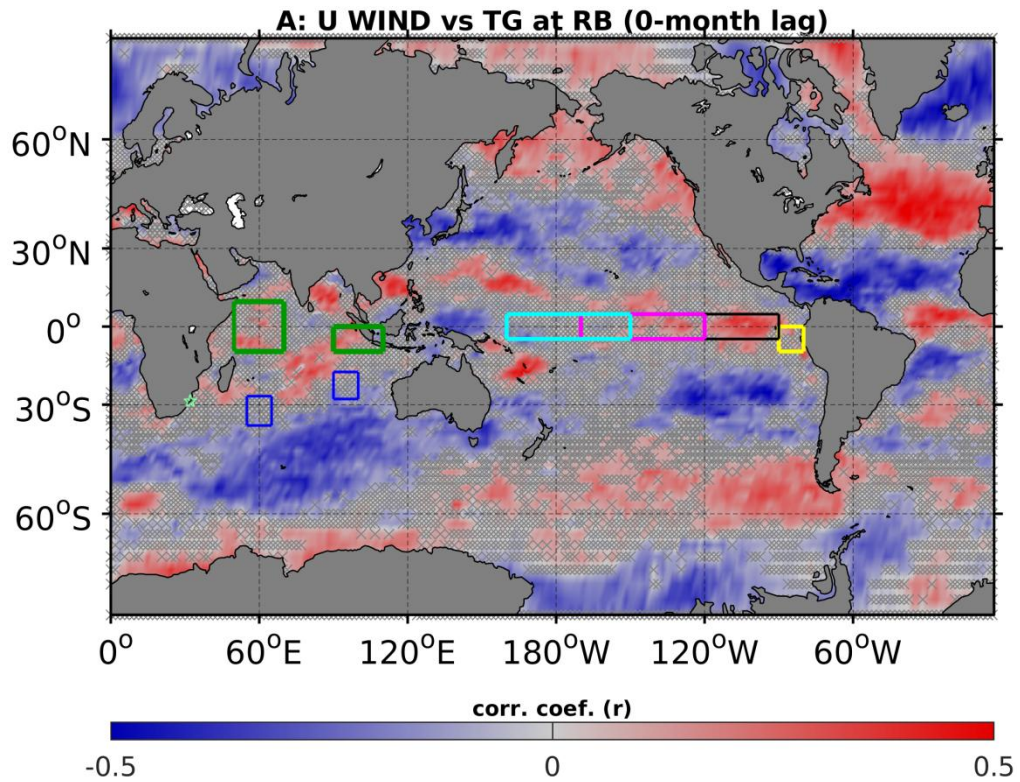 A: U WIND vs TG at RB (0-month lag)
60°N
30°N
0°
30°S
60°S
0° 60°E 120°E 180°W 120°W 60°W
corr. coef. (r)
-0.5 0 0.5